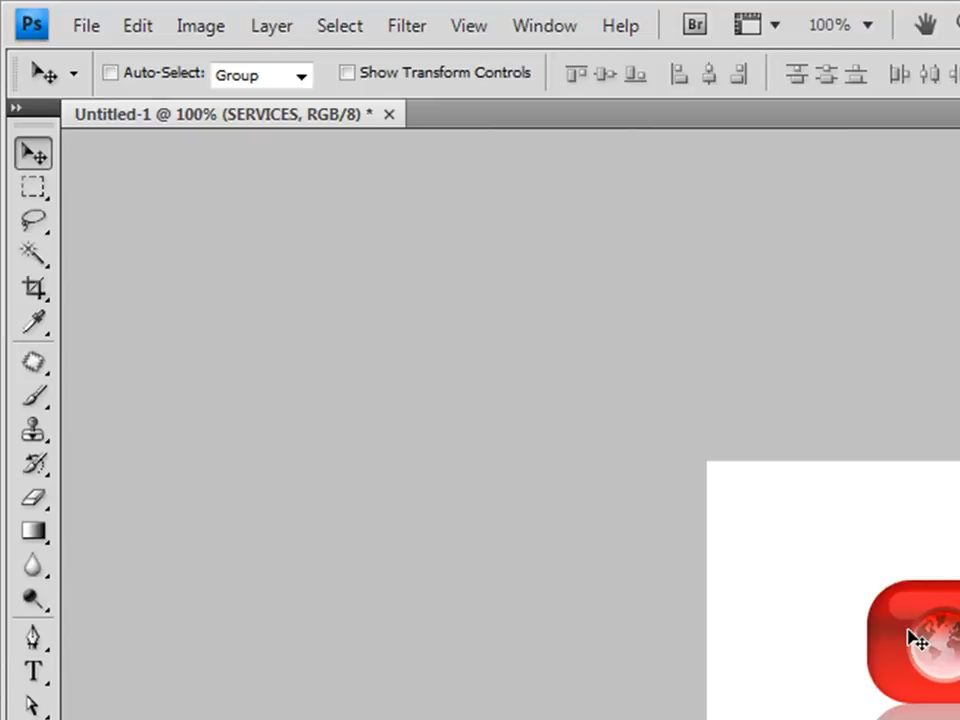 Ps File Edit Image Layer Select Filter View Window Help Br 100%
Auto-Select: Group Show Transform Controls
Untitled-1 @ 100% (SERVICES, RGB/8) *
T